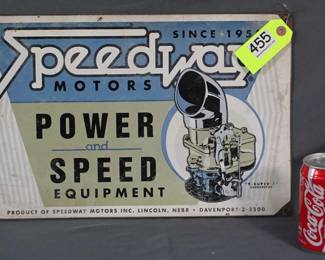 SINCE 195
455
Speedway
MOTORS
POWER
and
SPEED
EQUIPMENT
PRODUCT OF SPEEDWAY MOTORS INC. LINCOLN, NEBR - DAVENPORT-2-3300
Coca-Cola